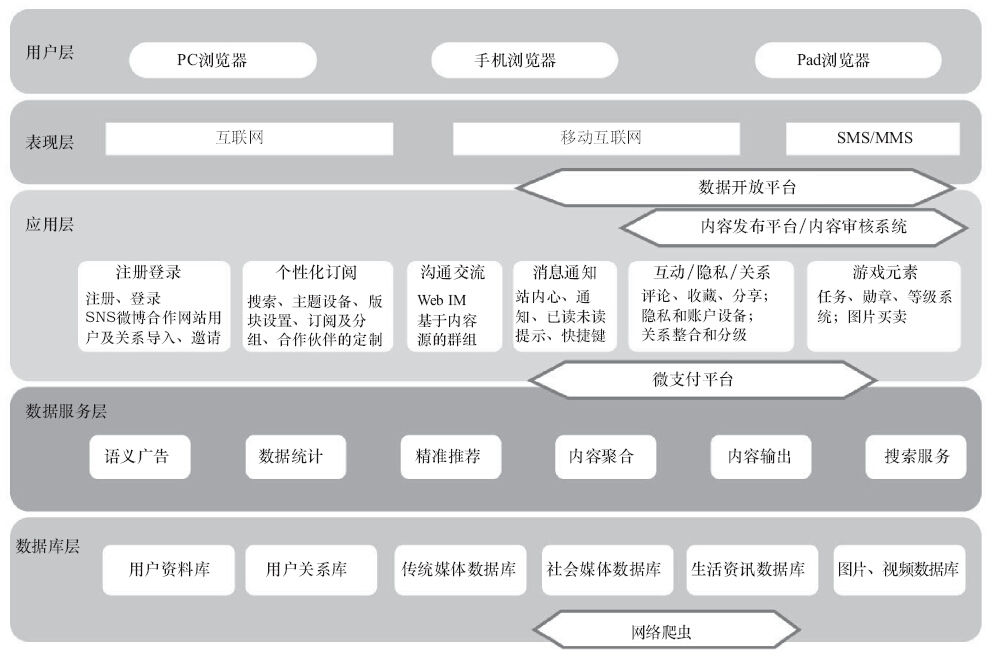 用户层
PC浏览器
手机浏览器
Pad浏览器
表现层
互联网
移动互联网
SMS/MMS
数据开放平台
应用层
内容发布平台/内容审核系统
注册登录
注册、登录
SNS微博合作网站用
户及关系导入、邀请
个性化订阅
搜索、主题设备、版
块设置、订阅及分
组、合作伙伴的定制
沟通交流
Web IM
基于内容
源的群组
消息通知
站内心、通
知、已读未读
提示、快捷键
互动/隐私/关系
评论、收藏、分享；
隐私和账户设备；
关系整合和分级
游戏元素
任务、勋章、等级系
统；图片买卖
微支付平台
数据服务层
语义广告
数据统计
精准推荐
内容聚合
内容输出
搜索服务
数据库层
用户资料库
用户关系库
传统媒体数据库
社会媒体数据库
生活资讯数据库
图片、视频数据库
网络爬虫